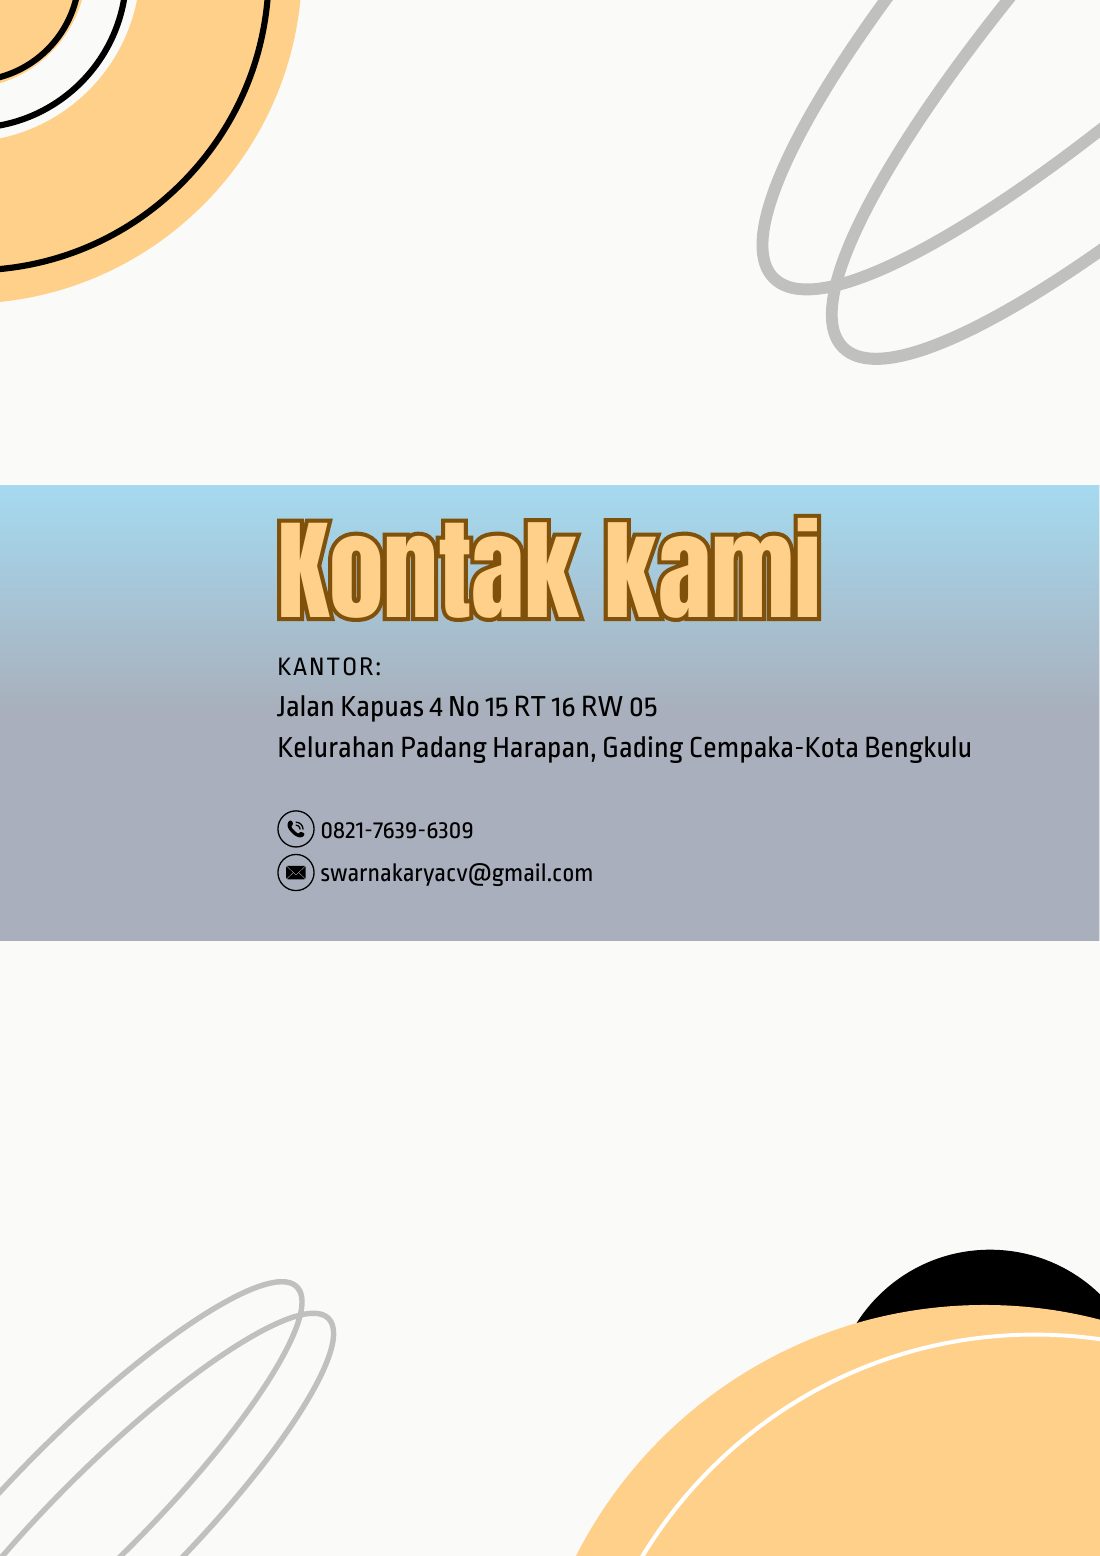 Kontak kami
KANTOR:
Jalan Kapuas 4 No 15 RT 16 RW 05
Kelurahan Padang Harapan, Gading Cempaka-Kota Bengkulu
0821-7639-6309
swarnakaryacv@gmail.com